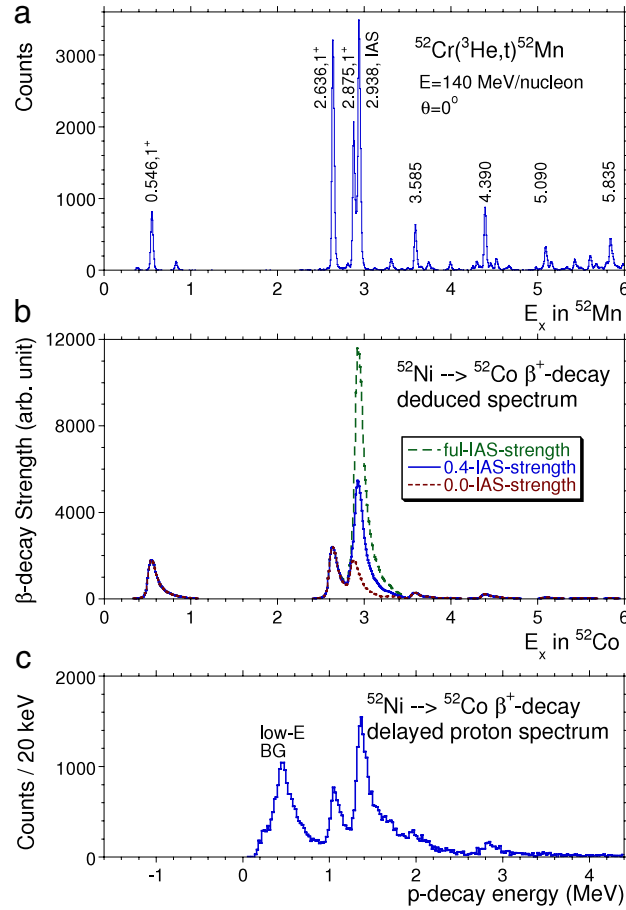 a
52Cr(3He,t)52Mn
E=140 MeV/nucleon
θ=0o
0.546,1+
2.636,1+
2.875,1+
2.938, IAS
3.585
4.390
5.090
5.835
Counts
3000
2000
1000
0
0 1 2 3 4 5 6
Ex in 52Mn
b
52Ni --> 52Co β+-decay
deduced spectrum
ful-IAS-strength
0.4-IAS-strength
0.0-IAS-strength
β-decay Strength (arb. unit)
12000
8000
4000
0
0 1 2 3 4 5 6
Ex in 52Co
c
52Ni --> 52Co β+-decay
delayed proton spectrum
low-E
BG
Counts / 20 keV
2000
1000
0
-1 0 1 2 3 4
p-decay energy (MeV)